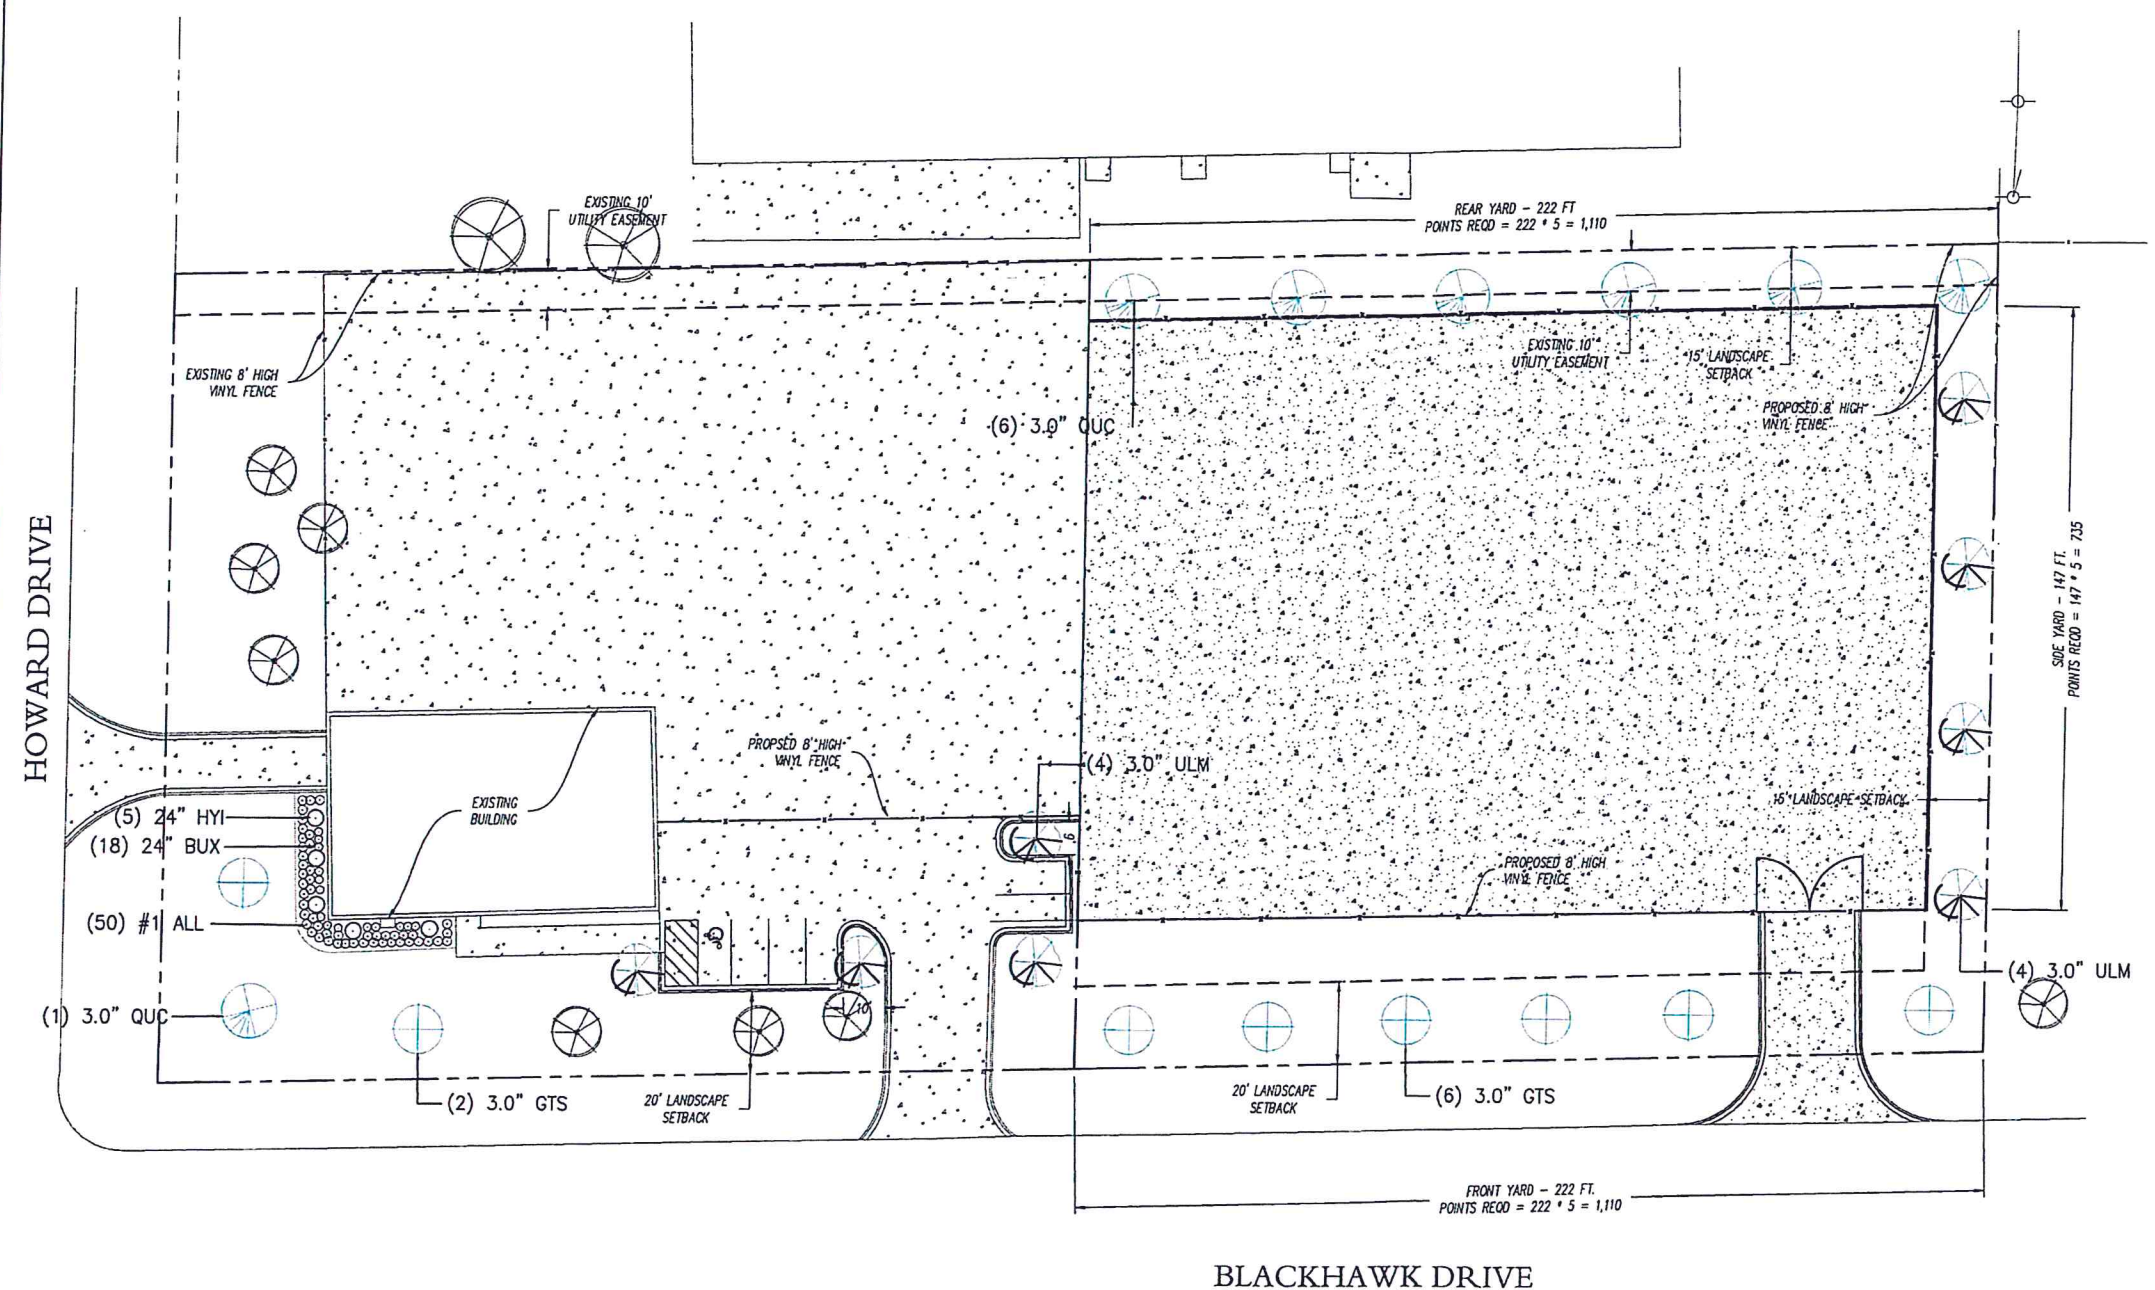 EXISTING 10'
UTILITY EASEMENT
REAR YARD - 222 FT
POINTS REQD = 222 * 5 = 1,110
EXISTING 8' HIGH
VINYL FENCE
EXISTING 10'
UTILITY EASEMENT
15' LANDSCAPE
SETBACK
PROPOSED 8' HIGH
VINYL FENCE
(6) 3.0" QUC
HOWARD DRIVE
SIDE YARD - 147 FT.
POINTS REQD = 147 * 5 = 735
PROPSED 8' HIGH
VINYL FENCE
(4) 3.0" ULM
15' LANDSCAPE SETBACK
EXISTING
BUILDING
(5) 24" HYI
(18) 24" BUX
9
PROPOSED 8' HIGH
VINYL FENCE
(50) #1 ALL
(4) 3.0" ULM
(1) 3.0" QUC
10'
(2) 3.0" GTS
20' LANDSCAPE
SETBACK
20' LANDSCAPE
SETBACK
(6) 3.0" GTS
FRONT YARD - 222 FT.
POINTS REQD = 222 * 5 = 1,110
BLACKHAWK DRIVE